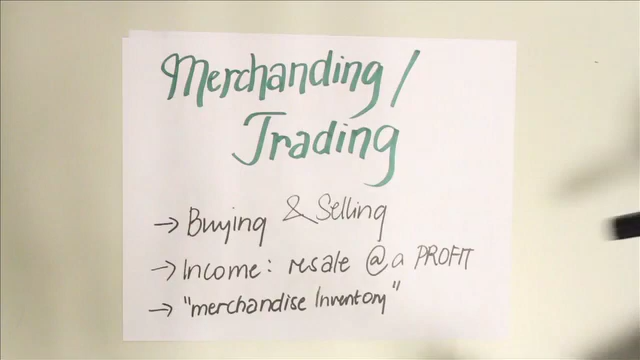 Merchanding/
Trading
→ Buying & Selling
→ Income: resale @ a PROFIT
→ "merchandise Inventory"